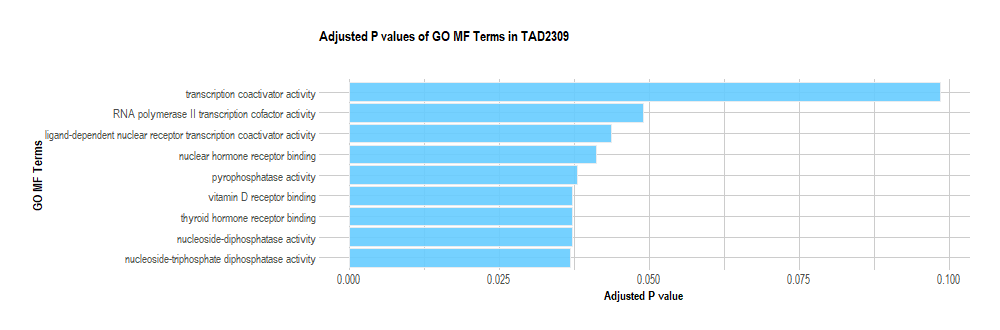 Adjusted P values of GO MF Terms in TAD2309
GO MF Terms
transcription coactivator activity
RNA polymerase II transcription cofactor activity
ligand-dependent nuclear receptor transcription coactivator activity
nuclear hormone receptor binding
pyrophosphatase activity
vitamin D receptor binding
thyroid hormone receptor binding
nucleoside-diphosphatase activity
nucleoside-triphosphate diphosphatase activity
0.000 0.025 0.050 0.075 0.100
Adjusted P value